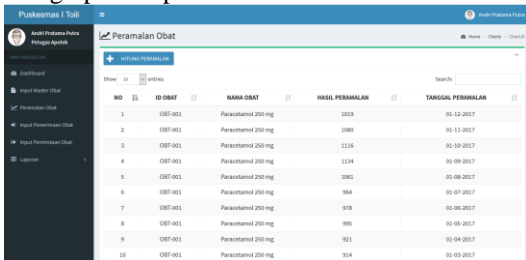 Puskesmas I Toili
Andri Pratama Putra
Andri Pratama Putra
Petugas Apotek
MAIN NAVIGATION
Dashboard
Input Master Obat
Peramalan Obat
Input Penerimaan Obat
Input Permintaan Obat
Laporan
Peramalan Obat
Home Charts ChartJS
HITUNG PERAMALAN
Show 10 entries
Search:
NO ID OBAT NAMA OBAT HASIL PERAMALAN TANGGAL PERAMALAN
1 OBT-001 Paracetamol 250 mg 1019 01-12-2017
2 OBT-001 Paracetamol 250 mg 1080 01-11-2017
3 OBT-001 Paracetamol 250 mg 1116 01-10-2017
4 OBT-001 Paracetamol 250 mg 1134 01-09-2017
5 OBT-001 Paracetamol 250 mg 1061 01-08-2017
6 OBT-001 Paracetamol 250 mg 964 01-07-2017
7 OBT-001 Paracetamol 250 mg 978 01-06-2017
8 OBT-001 Paracetamol 250 mg 995 01-05-2017
9 OBT-001 Paracetamol 250 mg 921 01-04-2017
10 OBT-001 Paracetamol 250 mg 914 01-03-2017